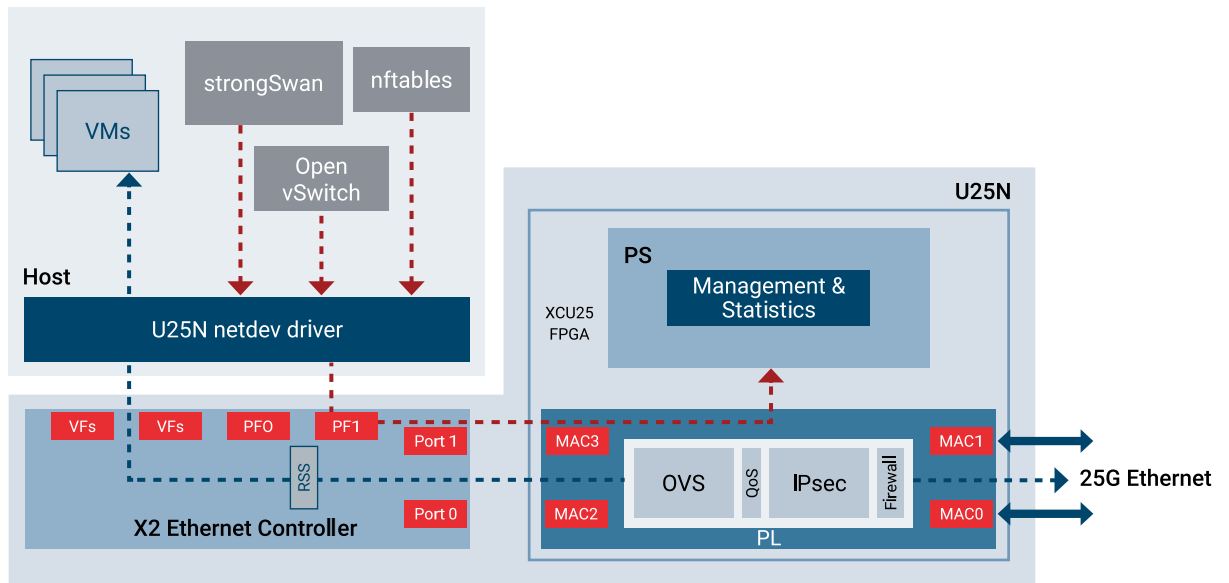 strongSwan
nftables
VMs
Open
vSwitch
U25N
PS
Host
Management &
Statistics
XCU25
FPGA
U25N netdev driver
VFs
VFs
PF0
PF1
Port 1
MAC3
MAC1
RSS
OVS
QoS
IPsec
Firewall
25G Ethernet
X2 Ethernet Controller
Port 0
MAC2
MAC0
PL